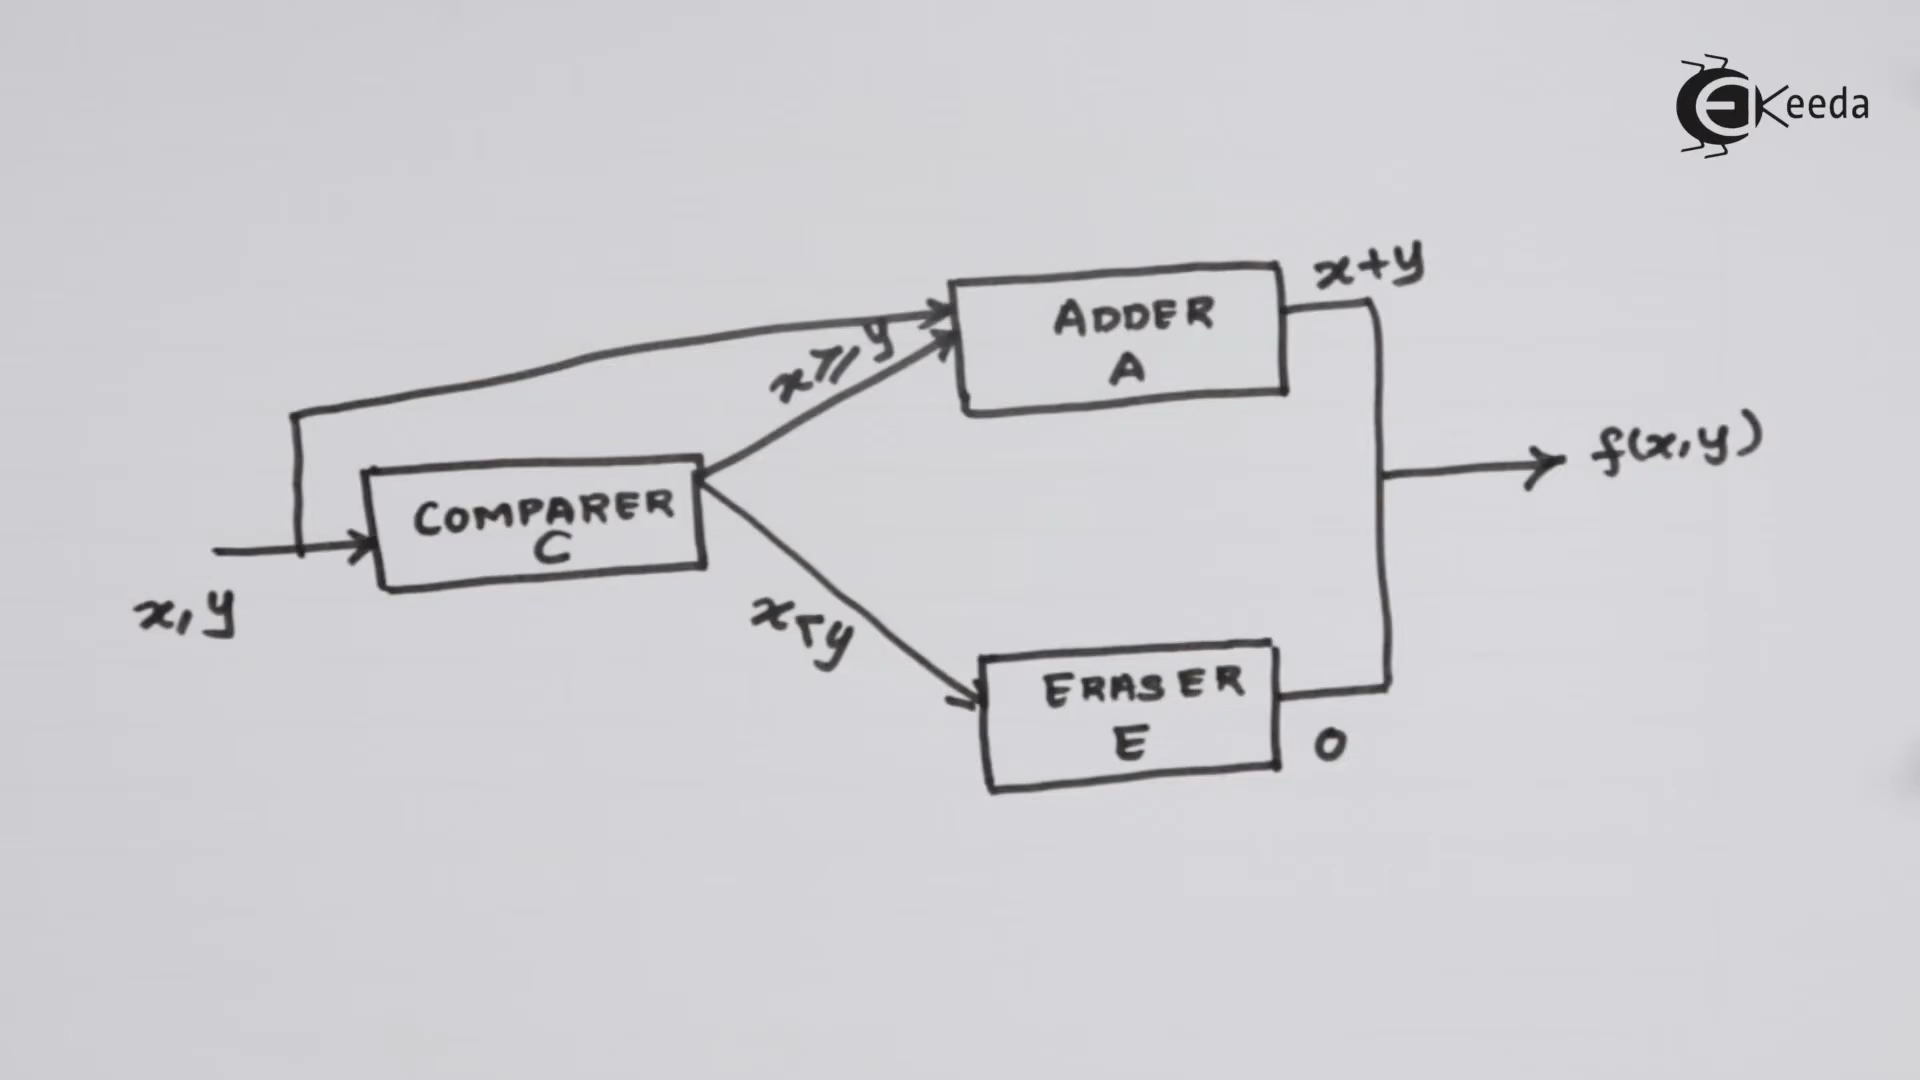 Keeda
x+y
ADDER
A
x≥y
f(x,y)
COMPARER
C
x,y
x<y
ERASER
E
0